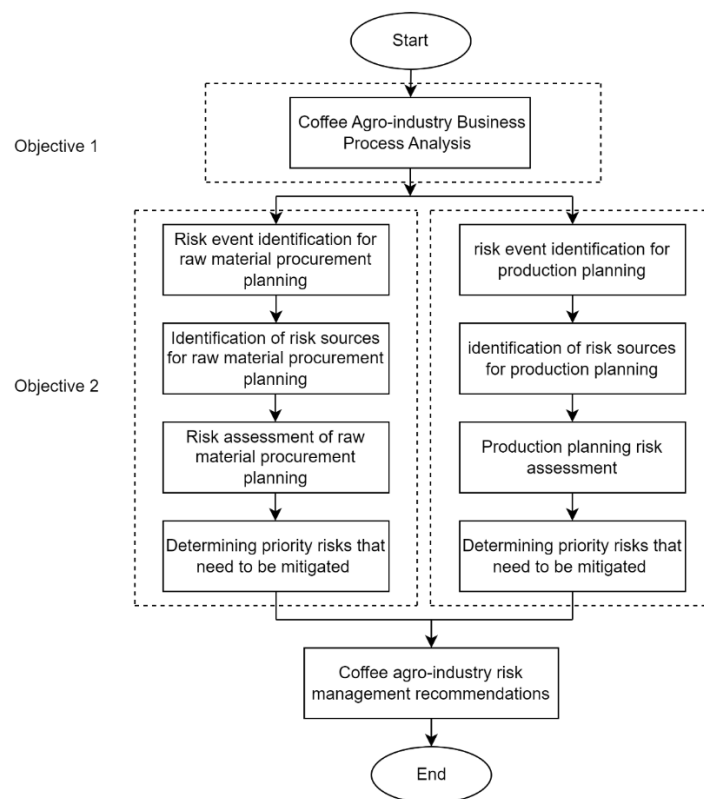 Start
Objective 1
Coffee Agro-industry Business
Process Analysis
Objective 2
Risk event identification for
raw material procurement
planning
Identification of risk sources
for raw material procurement
planning
Risk assessment of raw
material procurement
planning
Determining priority risks that
need to be mitigated
risk event identification for
production planning
identification of risk sources
for production planning
Production planning risk
assessment
Determining priority risks that
need to be mitigated
Coffee agro-industry risk
management recommendations
End